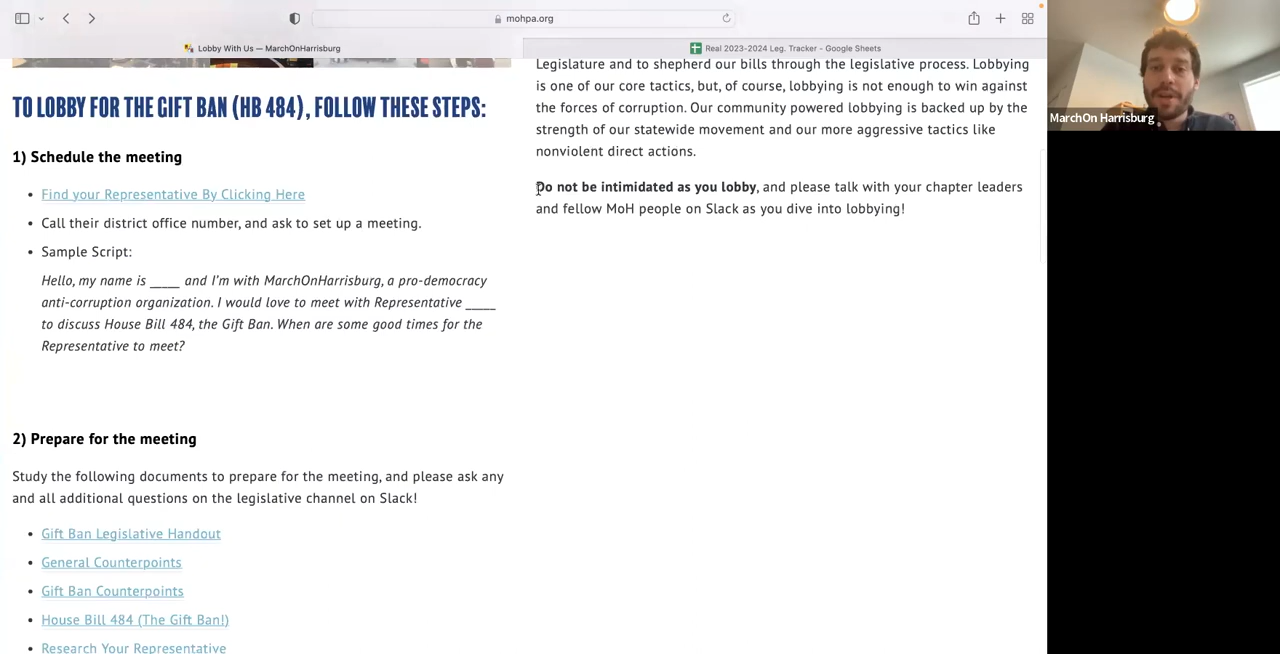 mohpa.org
Lobby With Us — MarchOnHarrisburg
Real 2023-2024 Leg. Tracker - Google Sheets
TO LOBBY FOR THE GIFT BAN (HB 484), FOLLOW THESE STEPS:
1) Schedule the meeting
• Find your Representative By Clicking Here
• Call their district office number, and ask to set up a meeting.
• Sample Script:
Hello, my name is _____ and I'm with MarchOnHarrisburg, a pro-democracy
anti-corruption organization. I would love to meet with Representative _____
to discuss House Bill 484, the Gift Ban. When are some good times for the
Representative to meet?
2) Prepare for the meeting
Study the following documents to prepare for the meeting, and please ask any
and all additional questions on the legislative channel on Slack!
• Gift Ban Legislative Handout
• General Counterpoints
• Gift Ban Counterpoints
• House Bill 484 (The Gift Ban!)
• Research Your Representative
Legislature and to shepherd our bills through the legislative process. Lobbying
is one of our core tactics, but, of course, lobbying is not enough to win against
the forces of corruption. Our community powered lobbying is backed up by the
strength of our statewide movement and our more aggressive tactics like
nonviolent direct actions.
Do not be intimidated as you lobby, and please talk with your chapter leaders
and fellow MoH people on Slack as you dive into lobbying!
MarchOn Harrisburg